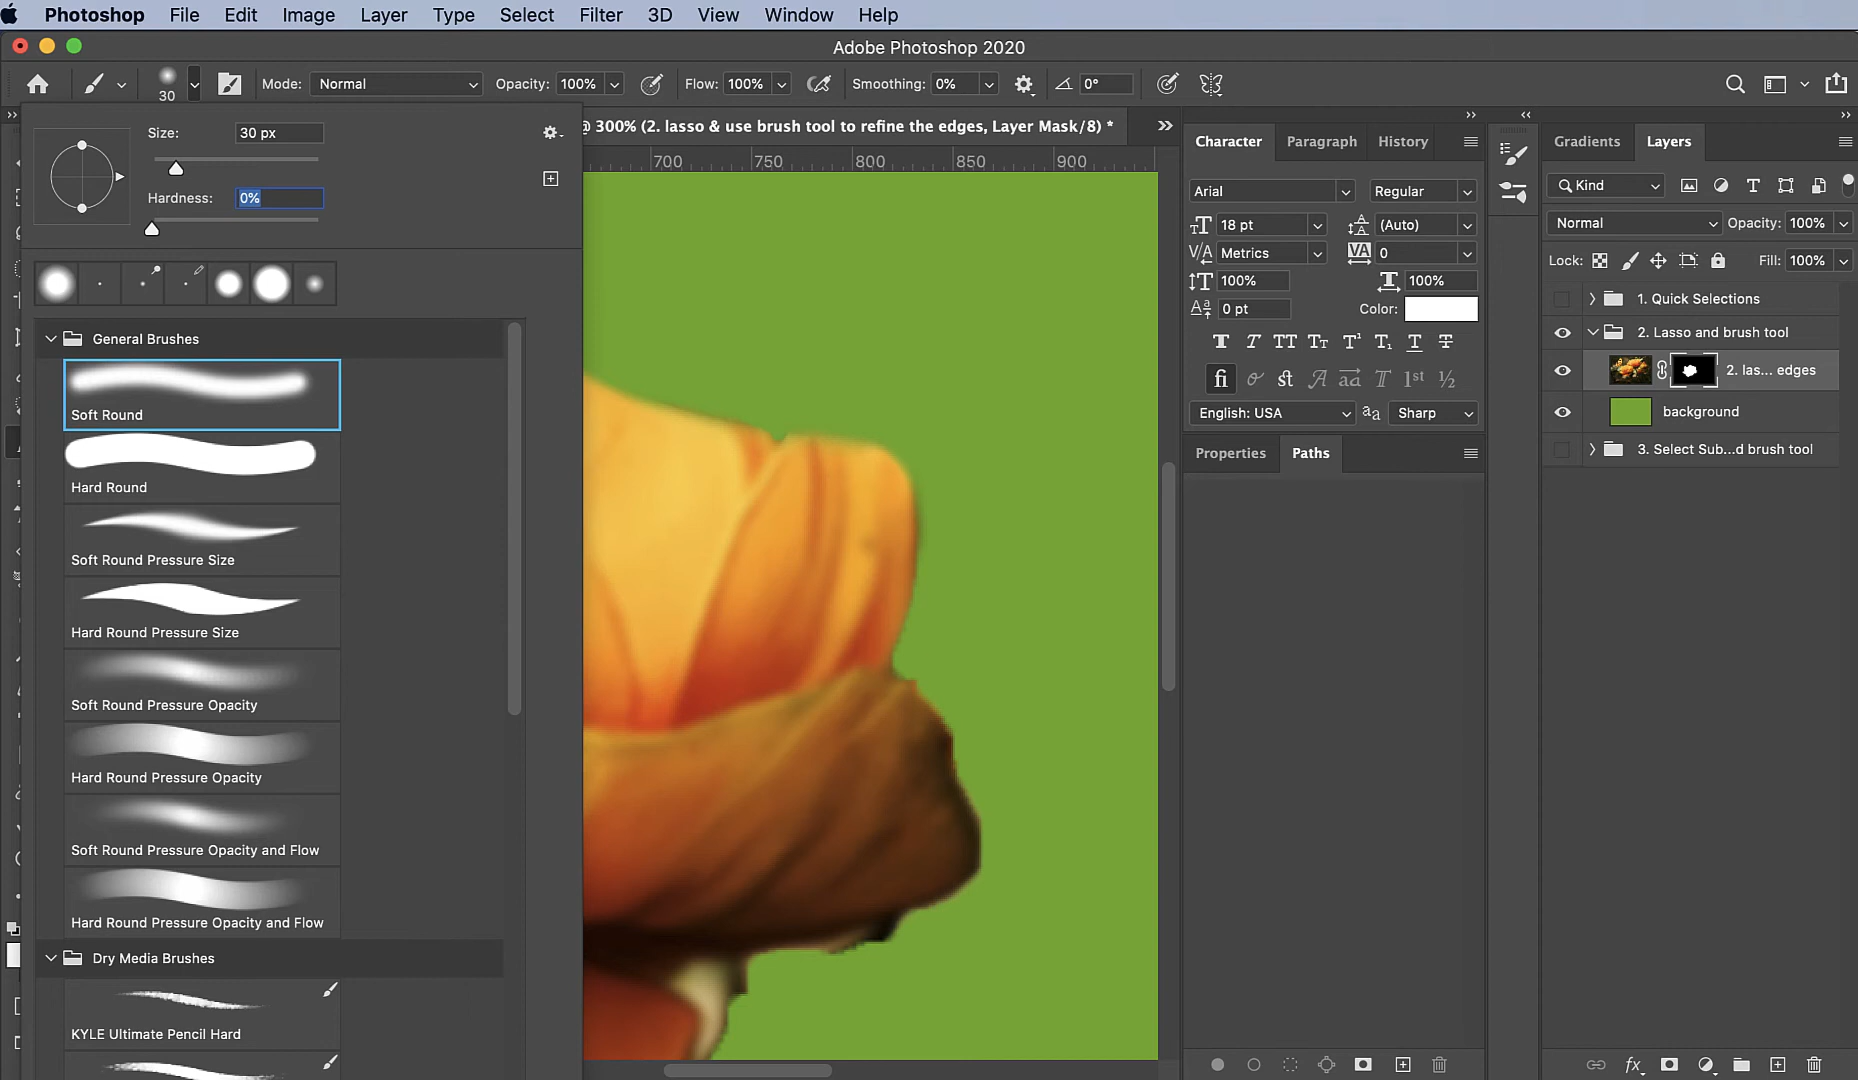 Photoshop File Edit Image Layer Type Select Filter 3D View Window Help
Adobe Photoshop 2020
30 Mode: Normal Opacity: 100% Flow: 100% Smoothing: 0% 0°
Size: 30 px
Hardness: 0%
General Brushes
Soft Round
Hard Round
Soft Round Pressure Size
Hard Round Pressure Size
Soft Round Pressure Opacity
Hard Round Pressure Opacity
Soft Round Pressure Opacity and Flow
Hard Round Pressure Opacity and Flow
Dry Media Brushes
KYLE Ultimate Pencil Hard
@ 300% (2. lasso & use brush tool to refine the edges, Layer Mask/8) *
700 750 800 850 900
Character Paragraph History
Arial Regular
18 pt (Auto)
Metrics 0
100% 100%
0 pt Color:
English: USA Sharp
Properties Paths
Gradients Layers
Kind
Normal Opacity: 100%
Lock: Fill: 100%
1. Quick Selections
2. Lasso and brush tool
2. las... edges
background
3. Select Sub...d brush tool